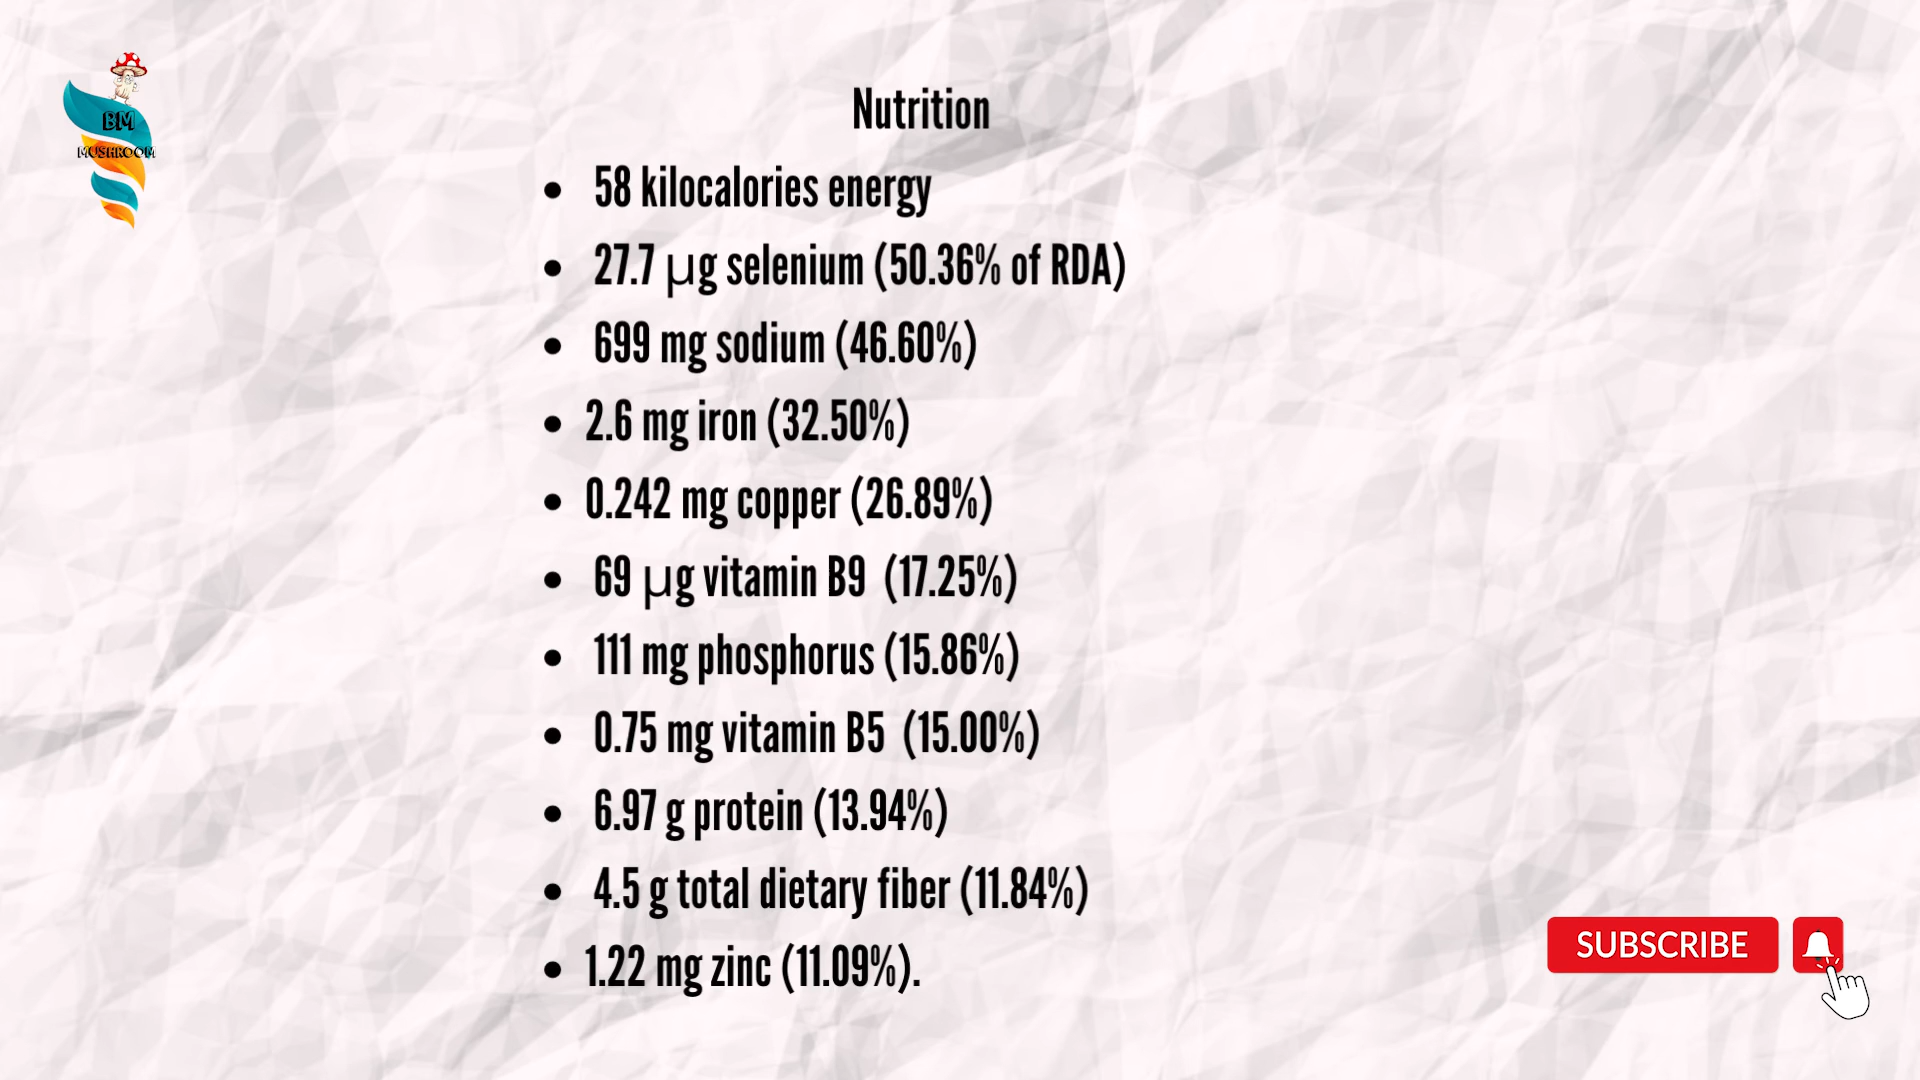 BM
MUSHROOM
Nutrition
• 58 kilocalories energy
• 27.7 µg selenium (50.36% of RDA)
• 699 mg sodium (46.60%)
• 2.6 mg iron (32.50%)
• 0.242 mg copper (26.89%)
• 69 µg vitamin B9 (17.25%)
• 111 mg phosphorus (15.86%)
• 0.75 mg vitamin B5 (15.00%)
• 6.97 g protein (13.94%)
• 4.5 g total dietary fiber (11.84%)
• 1.22 mg zinc (11.09%).
SUBSCRIBE